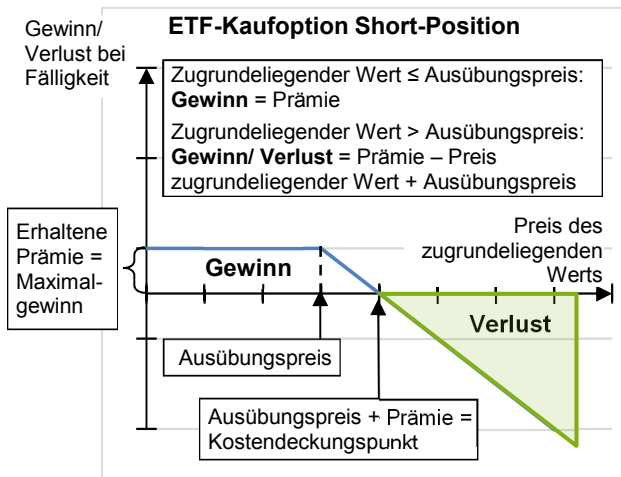 Gewinn/
Verlust bei
Fälligkeit
ETF-Kaufoption Short-Position
Zugrundeliegender Wert ≤ Ausübungspreis:
Gewinn = Prämie
Zugrundeliegender Wert > Ausübungspreis:
Gewinn/ Verlust = Prämie – Preis
zugrundeliegender Wert + Ausübungspreis
Erhaltene
Prämie =
Maximal-
gewinn
Gewinn
Preis des
zugrundeliegenden
Werts
Verlust
Ausübungspreis
Ausübungspreis + Prämie =
Kostendeckungspunkt